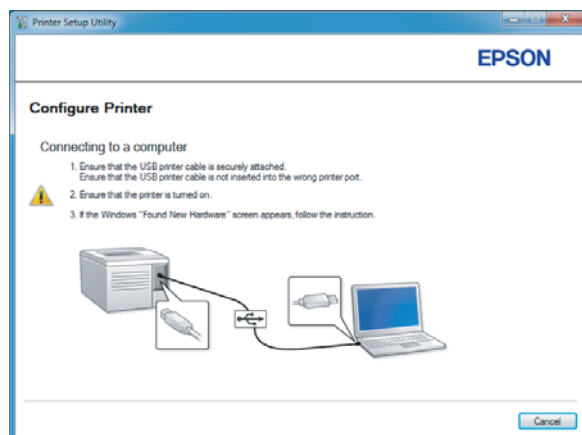 Printer Setup Utility
EPSON
Configure Printer
Connecting to a computer
1. Ensure that the USB printer cable is securely attached.
Ensure that the USB printer cable is not inserted into the wrong printer port.
2. Ensure that the printer is turned on.
3. If the Windows "Found New Hardware" screen appears, follow the instruction.
Cancel